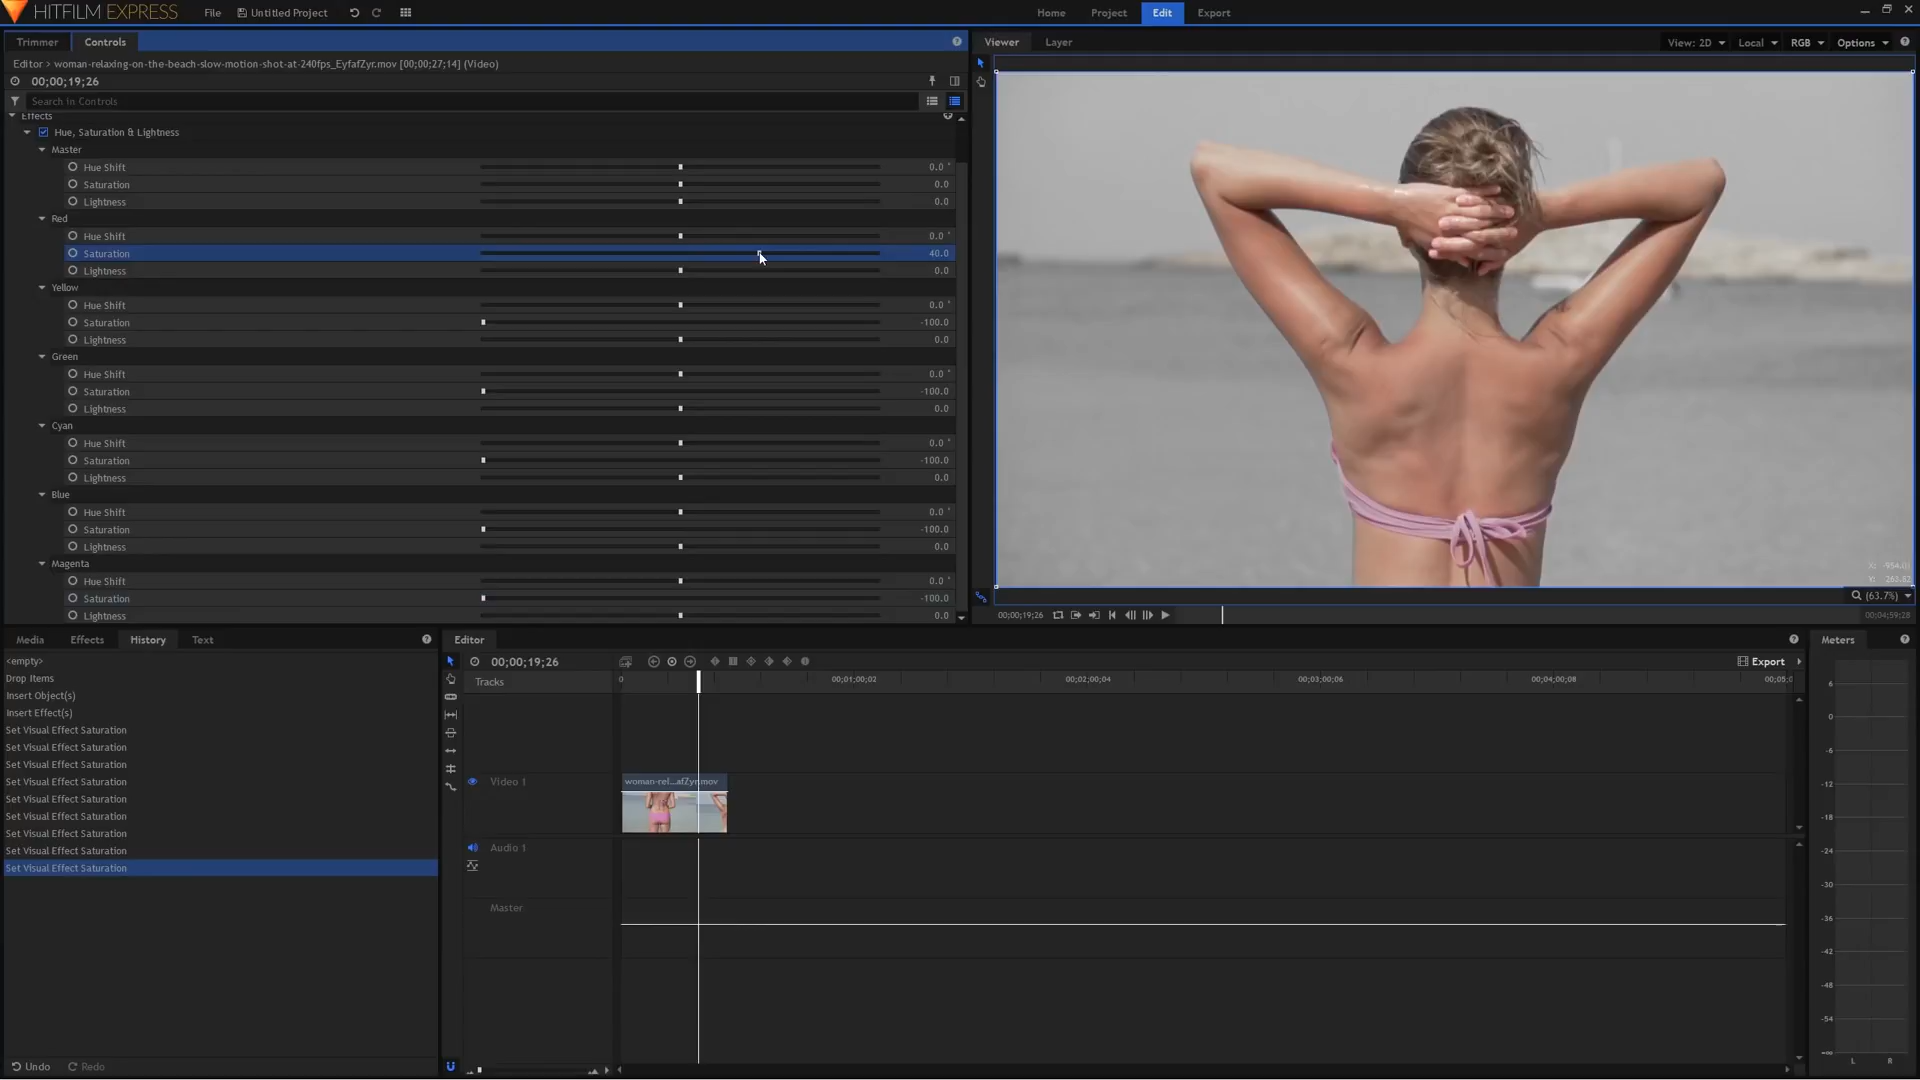 HITFILM EXPRESS File Untitled Project Home Project Edit Export
Trimmer Controls
Editor > woman-relaxing-on-the-beach-slow-motion-shot-at-240fps_EyfafZyr.mov [00;00;27;14] (Video)
00;00;19;26
Search in Controls
Effects
Hue, Saturation & Lightness
Master
Hue Shift 0.0 °
Saturation 0.0
Lightness 0.0
Red
Hue Shift 0.0 °
Saturation 40.0
Lightness 0.0
Yellow
Hue Shift 0.0 °
Saturation -100.0
Lightness 0.0
Green
Hue Shift 0.0 °
Saturation -100.0
Lightness 0.0
Cyan
Hue Shift 0.0 °
Saturation -100.0
Lightness 0.0
Blue
Hue Shift 0.0 °
Saturation -100.0
Lightness 0.0
Magenta
Hue Shift 0.0 °
Saturation -100.0
Lightness 0.0
Viewer Layer View: 2D Local RGB Options
X:
Y: 263.82
(63.7%)
00;00;19;26 00;04;59;28
Media Effects History Text
<empty>
Drop Items
Insert Object(s)
Insert Effect(s)
Set Visual Effect Saturation
Set Visual Effect Saturation
Set Visual Effect Saturation
Set Visual Effect Saturation
Set Visual Effect Saturation
Set Visual Effect Saturation
Set Visual Effect Saturation
Set Visual Effect Saturation
Set Visual Effect Saturation
Undo Redo
Editor
00;00;19;26 Export
Tracks 0 00;01;00;02 00;02;00;04 00;03;00;06 00;04;00;08 00;05;0
Video 1 woman-rel...afZyr.mov
Audio 1
Master
Meters
6
0
-6
-12
-18
-24
-30
-36
-42
-48
-54
-∞
L R